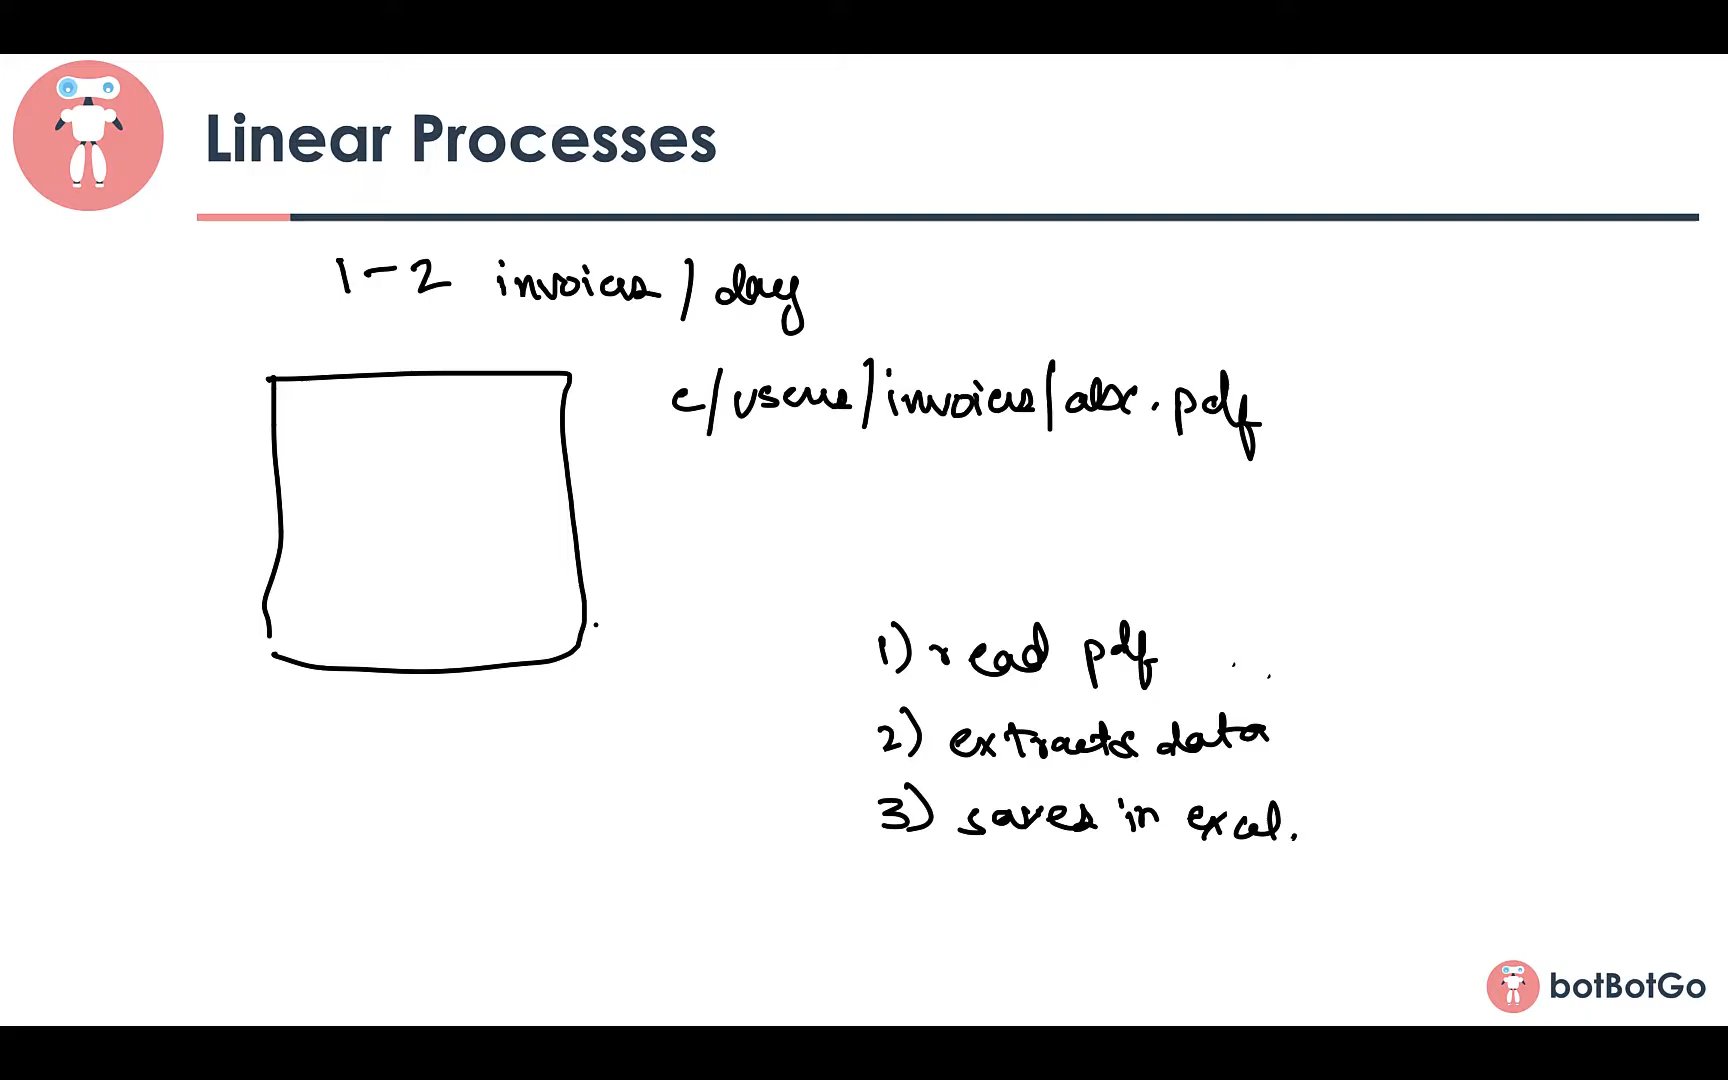 Linear Processes
1-2 invoices / day
c/users/invoices/abx.pdf
1) read pdf
2) extracts data
3) saves in excel.
botBotGo